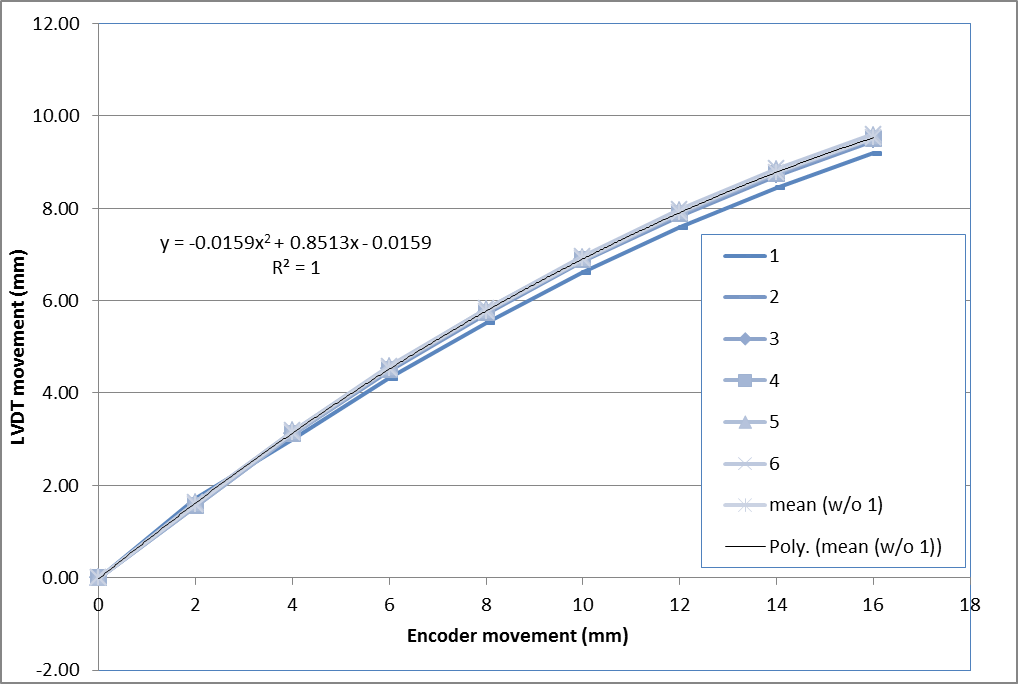 12.00
10.00
8.00
6.00
4.00
2.00
0.00
-2.00
LVDT movement (mm)
y = -0.0159x² + 0.8513x - 0.0159
R² = 1
1
2
3
4
5
6
mean (w/o 1)
Poly. (mean (w/o 1))
0 2 4 6 8 10 12 14 16 18
Encoder movement (mm)